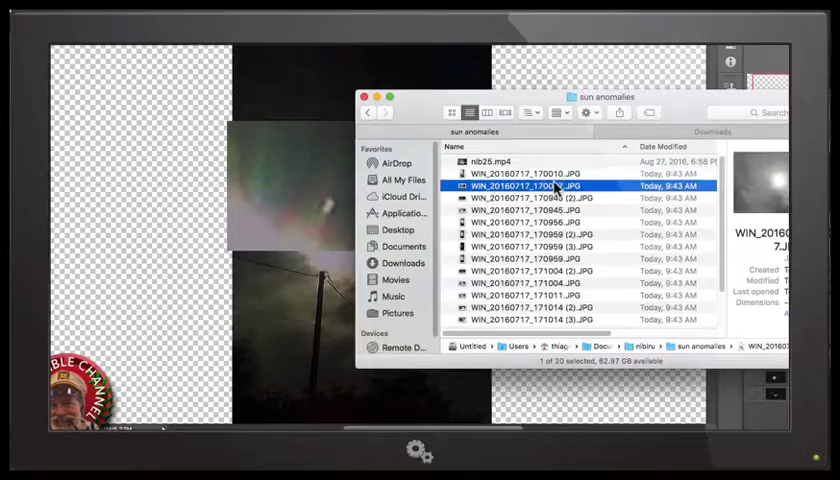 sun anomalies
Search
sun anomalies
Downloads
Name
Date Modified
Favorites
AirDrop
All My Files
iCloud Dri...
Applicatio...
Desktop
Documents
Downloads
Movies
Music
Pictures
Devices
Remote D...
nib25.mp4
Aug 27, 2016, 6:58 P
WIN_20160717_170010.JPG
Today, 9:43 AM
Today, 9:43 AM
WIN_20160717_170945 (2).JPG
Today, 9:43 AM
WIN_20160717_170945.JPG
Today, 9:43 AM
WIN_20160717_170956.JPG
Today, 9:43 AM
WIN_20160717_170959 (2).JPG
Today, 9:43 AM
WIN_20160717_170959 (3).JPG
Today, 9:43 AM
WIN_20160717_170959.JPG
Today, 9:43 AM
WIN_20160717_171004 (2).JPG
Today, 9:43 AM
WIN_20160717_171004.JPG
Today, 9:43 AM
WIN_20160717_171011.JPG
Today, 9:43 AM
WIN_20160717_171014 (2).JPG
Today, 9:43 AM
WIN_20160717_171014 (3).JPG
Today, 9:43 AM
WIN_2016
7.J
Created
Modified
Last opened
Dimensions
Untitled
Users
thiag
Docu
nibiru
sun anomalies
WIN_20160
1 of 20 selected, 62.97 GB available
BLE CHANNEL